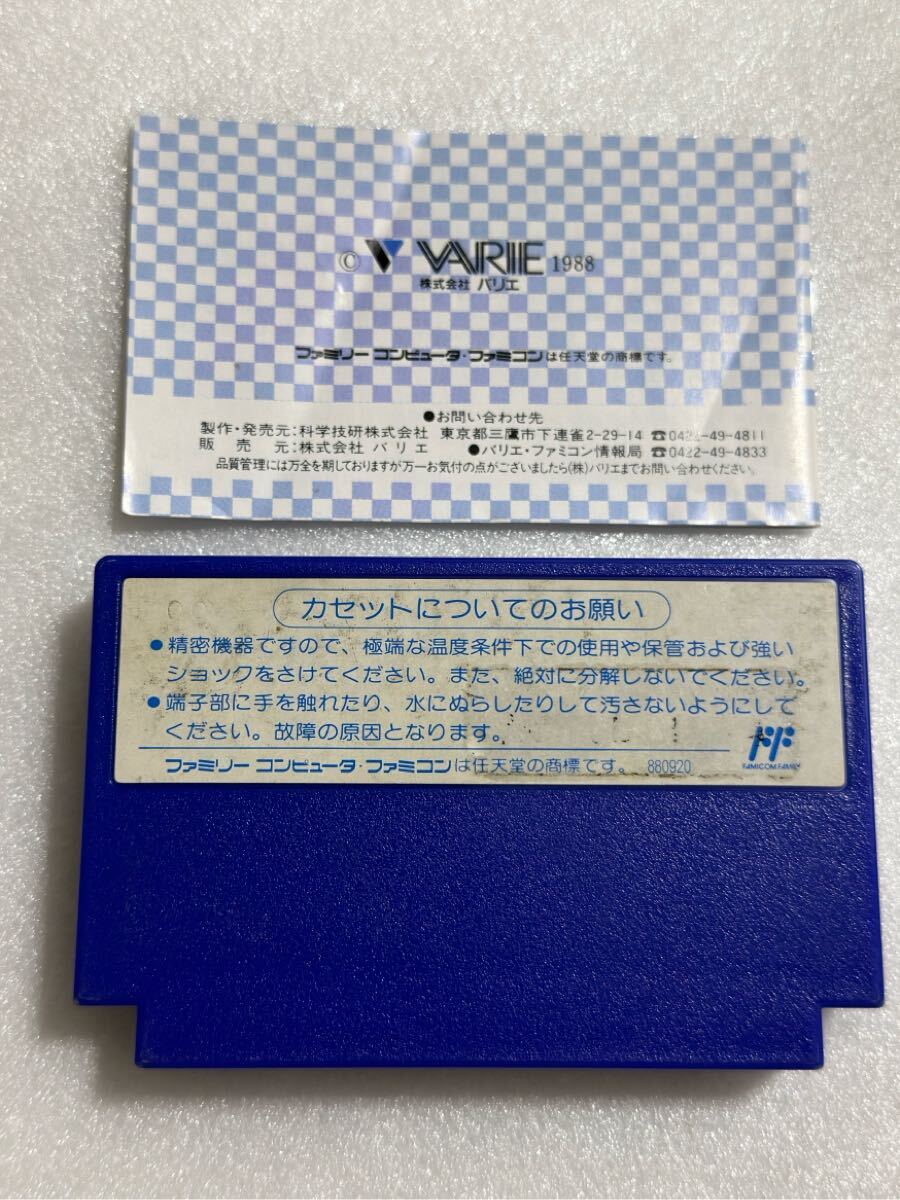 © VARIE 1988
株式会社 バリエ
ファミリー コンピュータ・ファミコンは任天堂の商標です。
●お問い合わせ先
製作・発売元:科学技研株式会社 東京都三鷹市下連雀2-29-14 ☎0422-49-4811
販売元:株式会社 バリエ ●バリエ・ファミコン情報局 ☎0422-49-4833
品質管理には万全を期しておりますが万一お気付の点がございましたら(株)バリエまでお問い合わせください。
カセットについてのお願い
●精密機器ですので、極端な温度条件下での使用や保管および強い
ショックをさけてください。また、絶対に分解しないでください。
●端子部に手を触れたり、水にぬらしたりして汚さないようにして
ください。故障の原因となります。
ファミリー コンピュータ・ファミコンは任天堂の商標です。 880920
FAMICOM FAMILY